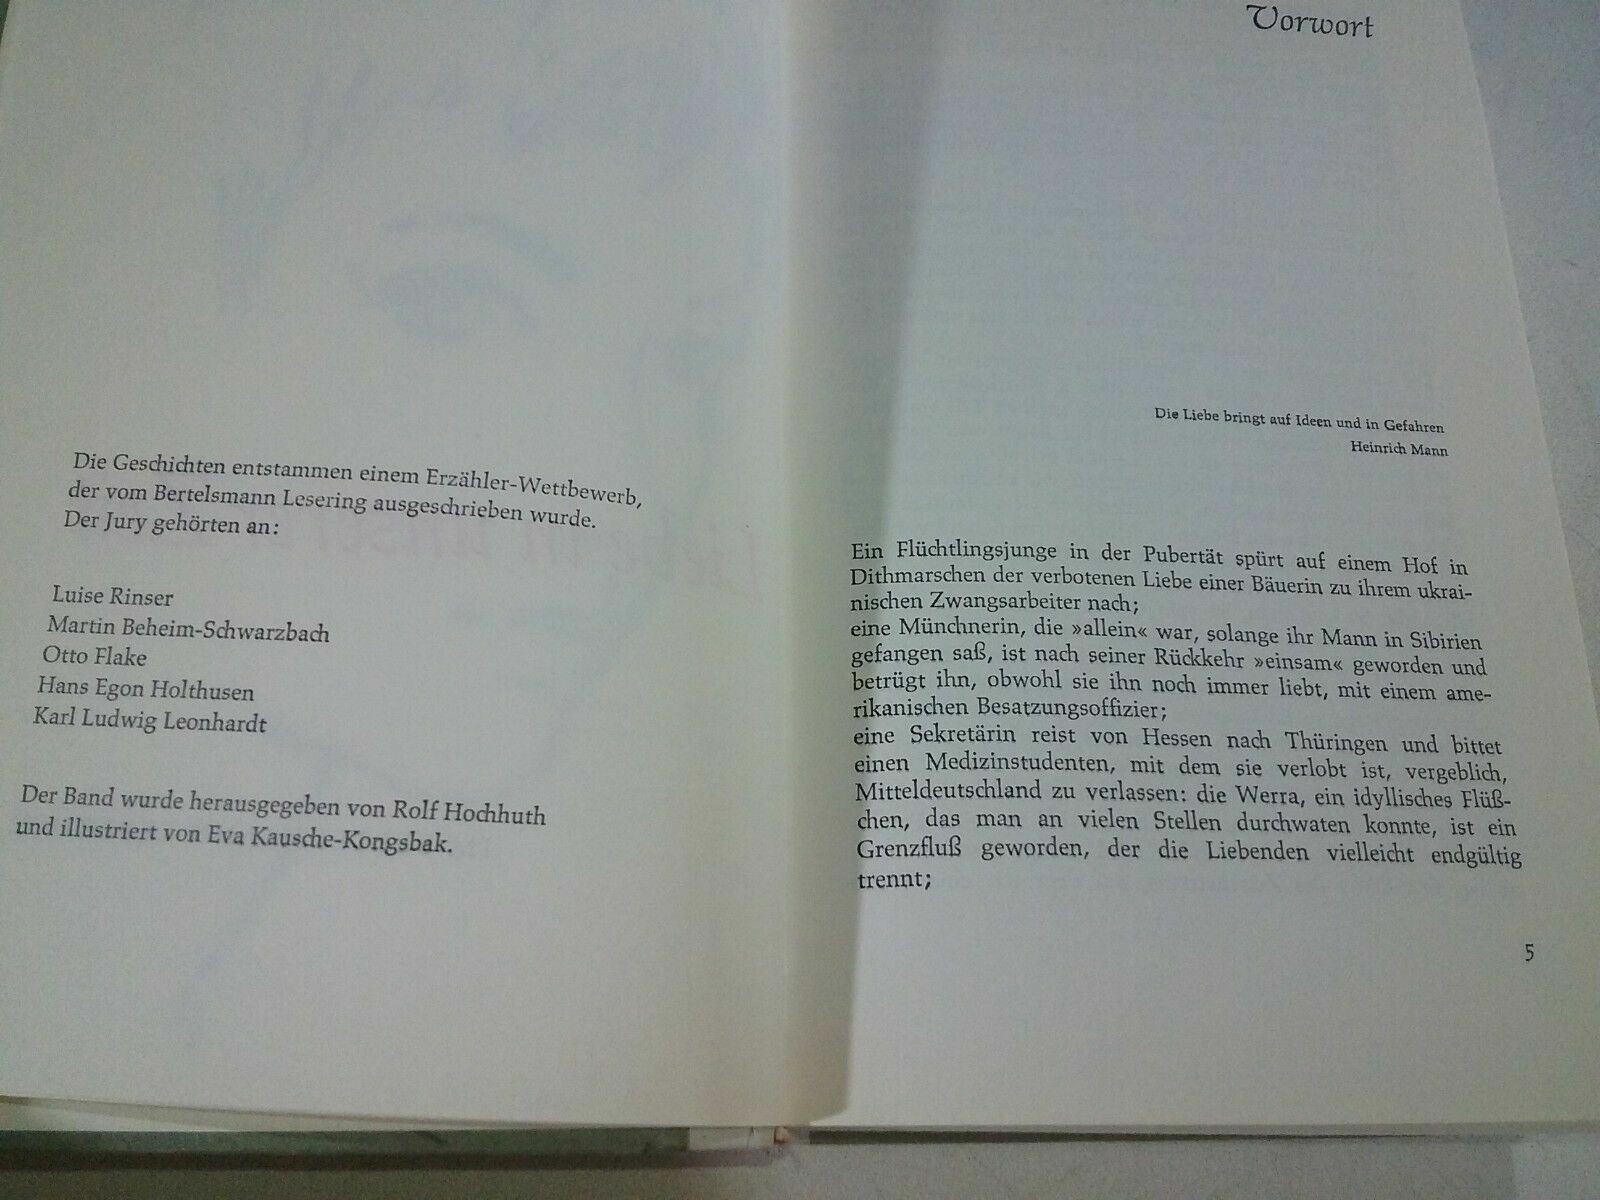 Die Geschichten entstammen einem Erzähler-Wettbewerb,
der vom Bertelsmann Lesering ausgeschrieben wurde.
Der Jury gehörten an:
Luise Rinser
Martin Beheim-Schwarzbach
Otto Flake
Hans Egon Holthusen
Karl Ludwig Leonhardt
Der Band wurde herausgegeben von Rolf Hochhuth
und illustriert von Eva Kausche-Kongsbak.
Vorwort
Die Liebe bringt auf Ideen und in Gefahren
Heinrich Mann
Ein Flüchtlingsjunge in der Pubertät spürt auf einem Hof in
Dithmarschen der verbotenen Liebe einer Bäuerin zu ihrem ukrai-
nischen Zwangsarbeiter nach;
eine Münchnerin, die »allein« war, solange ihr Mann in Sibirien
gefangen saß, ist nach seiner Rückkehr »einsam« geworden und
betrügt ihn, obwohl sie ihn noch immer liebt, mit einem ame-
rikanischen Besatzungsoffizier;
eine Sekretärin reist von Hessen nach Thüringen und bittet
einen Medizinstudenten, mit dem sie verlobt ist, vergeblich,
Mitteldeutschland zu verlassen: die Werra, ein idyllisches Flüß-
chen, das man an vielen Stellen durchwaten konnte, ist ein
Grenzfluß geworden, der die Liebenden vielleicht endgültig
trennt;
5